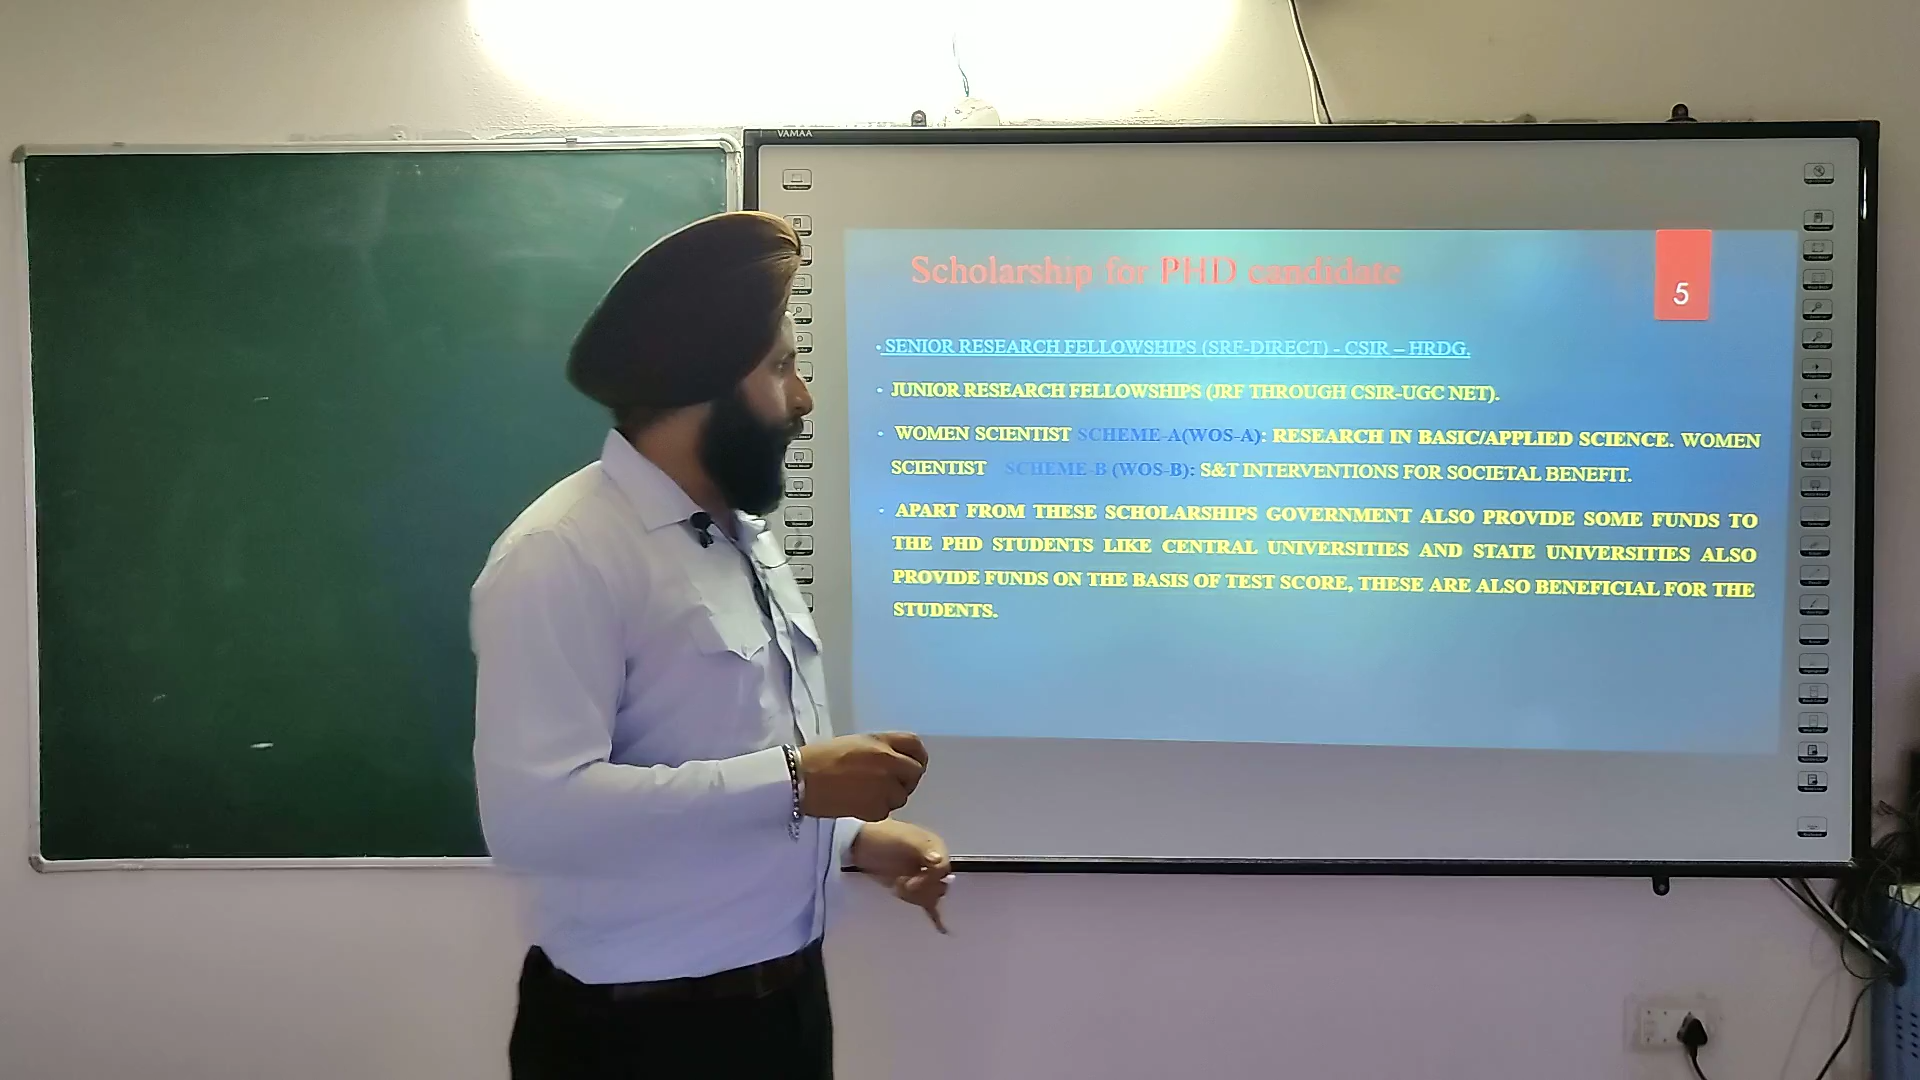 VAMAA
Scholarship for PHD candidate
5
• SENIOR RESEARCH FELLOWSHIPS (SRF-DIRECT) - CSIR – HRDG.
• JUNIOR RESEARCH FELLOWSHIPS (JRF THROUGH CSIR-UGC NET).
• WOMEN SCIENTIST SCHEME-A(WOS-A): RESEARCH IN BASIC/APPLIED SCIENCE. WOMEN
SCIENTIST SCHEME-B (WOS-B): S&T INTERVENTIONS FOR SOCIETAL BENEFIT.
• APART FROM THESE SCHOLARSHIPS GOVERNMENT ALSO PROVIDE SOME FUNDS TO
THE PHD STUDENTS LIKE CENTRAL UNIVERSITIES AND STATE UNIVERSITIES ALSO
PROVIDE FUNDS ON THE BASIS OF TEST SCORE, THESE ARE ALSO BENEFICIAL FOR THE
STUDENTS.